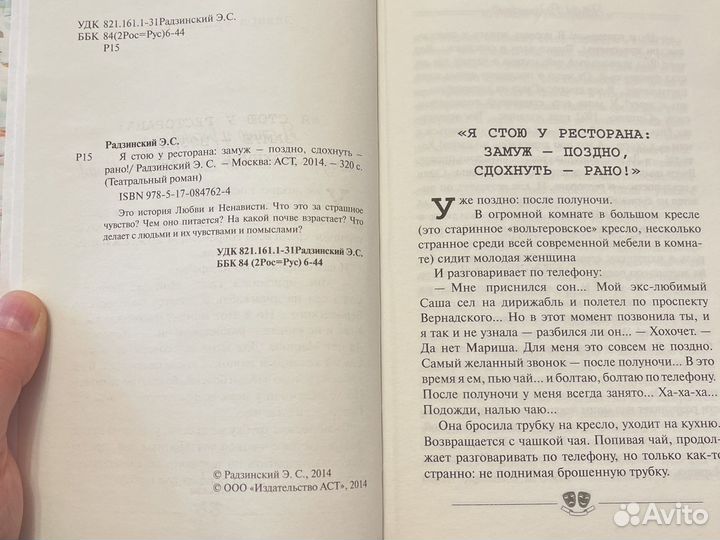 УДК 821.161.1-31Радзинский Э.С.
ББК 84(2Рос=Рус)6-44
Р15
Радзинский Э.С.
Р15 Я стою у ресторана: замуж – поздно, сдохнуть –
рано!/ Радзинский Э. С. – Москва: АСТ, 2014. – 320 с.
(Театральный роман)
ISBN 978-5-17-084762-4
Это история Любви и Ненависти. Что это за страшное
чувство? Чем оно питается? На какой почве взрастает? Что
делает с людьми и их чувствами и помыслами?
УДК 821.161.1-31Радзинский Э.С.
ББК 84 (2Рос=Рус) 6-44
© Радзинский Э. С., 2014
© ООО «Издательство АСТ», 2014
«Я СТОЮ У РЕСТОРАНА:
ЗАМУЖ — ПОЗДНО,
СДОХНУТЬ — РАНО!»
Уже поздно: после полуночи.
В огромной комнате в большом кресле
(это старинное «вольтеровское» кресло, несколько
странное среди всей современной мебели в комна-
те) сидит молодая женщина
И разговаривает по телефону:
— Мне приснился сон... Мой экс-любимый
Саша сел на дирижабль и полетел по проспекту
Вернадского... Но в этот момент позвонила ты, и
я так и не узнала — разбился ли он... — Хохочет. —
Да нет Мариша. Для меня это совсем не поздно.
Самый желанный звонок — после полуночи... В это
время я ем, пью чай... и болтаю, болтаю по телефону.
После полуночи у меня всегда занято... Ха-ха-ха...
Подожди, налью чаю...
Она бросила трубку на кресло, уходит на кухню.
Возвращается с чашкой чая. Попивая чай, продол-
жает разговаривать по телефону, но только как-то
странно: не поднимая брошенную трубку.
Avito